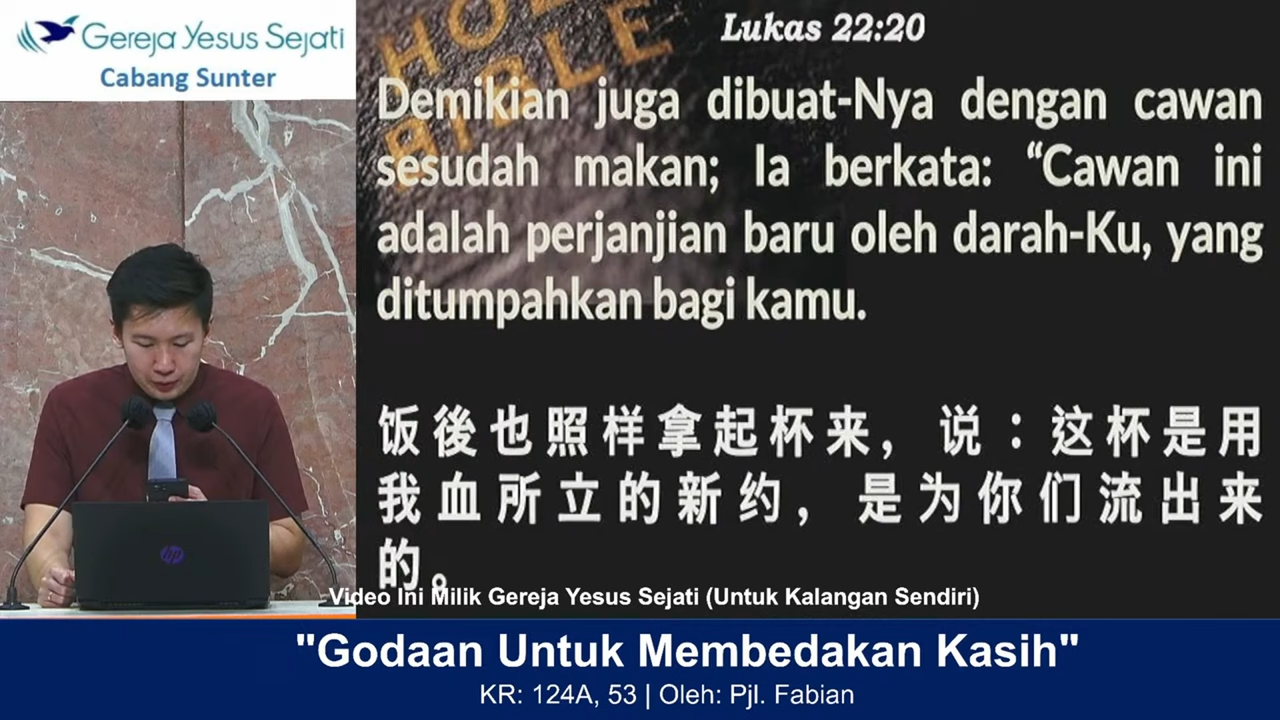 Gereja Yesus Sejati
Cabang Sunter
HOLY
BIBLE
Lukas 22:20
Demikian juga dibuat-Nya dengan cawan
sesudah makan; Ia berkata: “Cawan ini
adalah perjanjian baru oleh darah-Ku, yang
ditumpahkan bagi kamu.
饭後也照样拿起杯来，说：这杯是用
我血所立的新约，是为你们流出来
的。
hp
Video Ini Milik Gereja Yesus Sejati (Untuk Kalangan Sendiri)
"Godaan Untuk Membedakan Kasih"
KR: 124A, 53 | Oleh: Pjl. Fabian